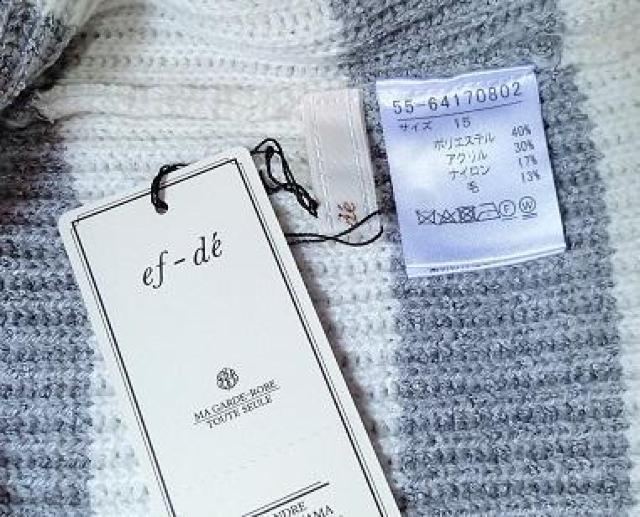 55-64170802
サイズ 15
ポリエステル 40%
アクリル 30%
ナイロン 17%
毛 13%
dé
ef-dé
MA GARDE-ROBE
TOUTE SEULE